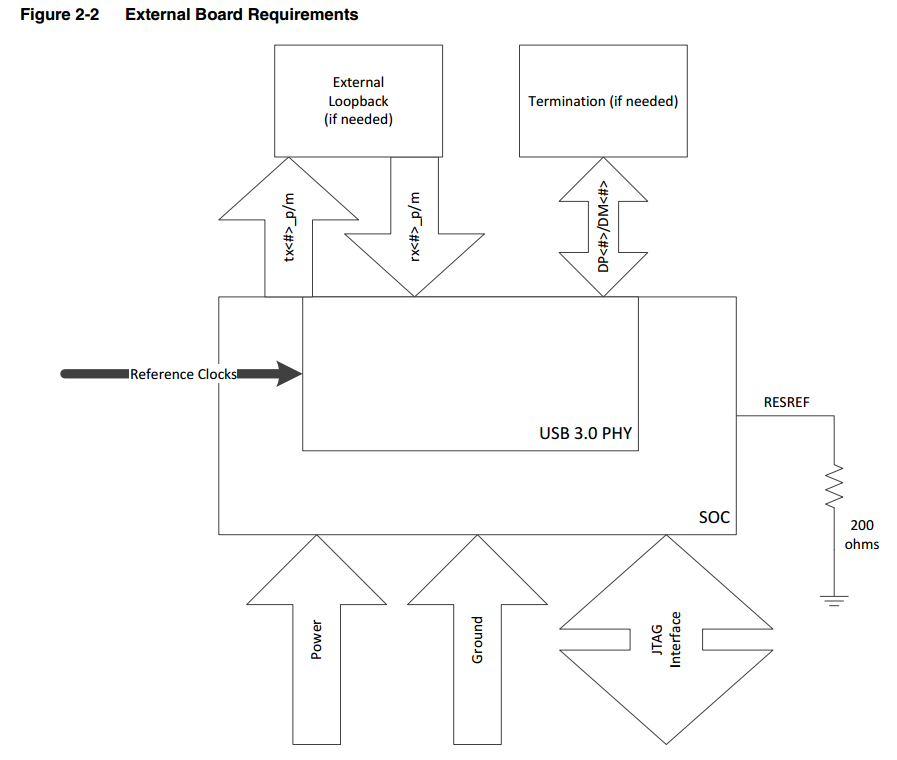 Figure 2-2 External Board Requirements
External
Loopback
(if needed)
Termination (if needed)
tx<#>_p/m
rx<#>_p/m
DP<#>/DM<#>
Reference Clocks
RESREF
USB 3.0 PHY
SOC
200
ohms
Power
Ground
JTAG
Interface